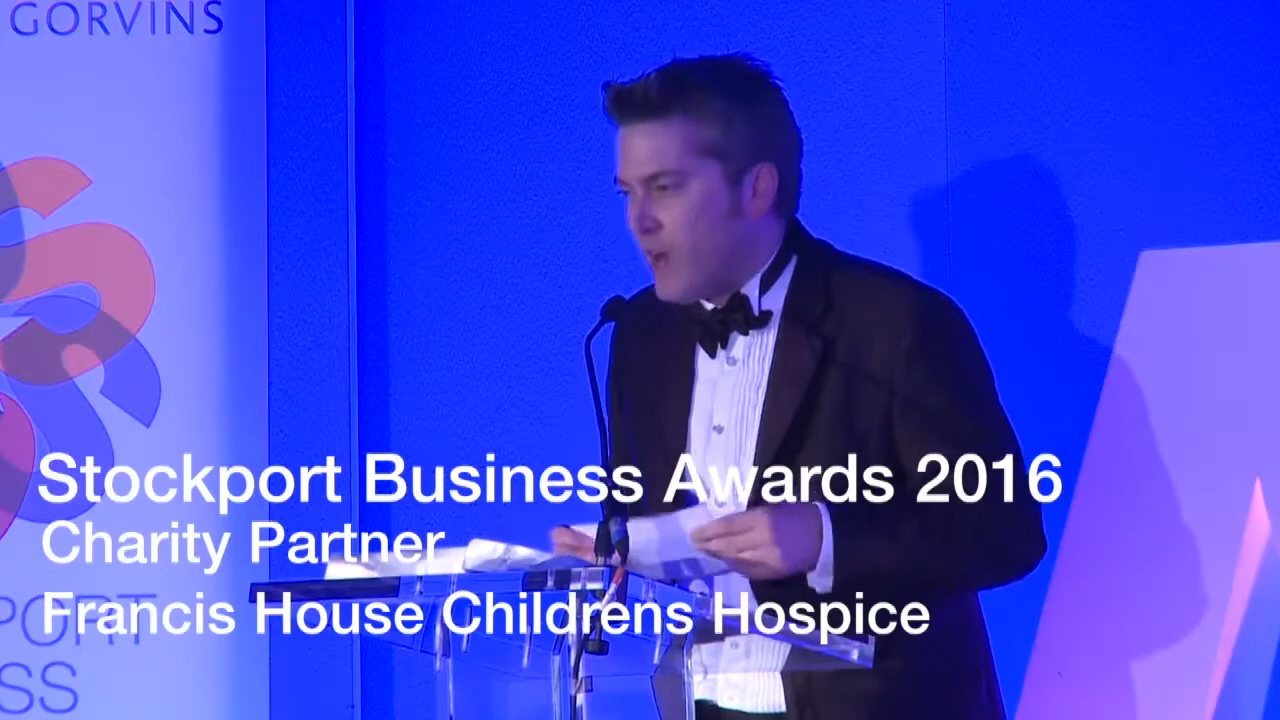 GORVINS
Stockport Business Awards 2016
Charity Partner
Francis House Childrens Hospice
PORT
SS